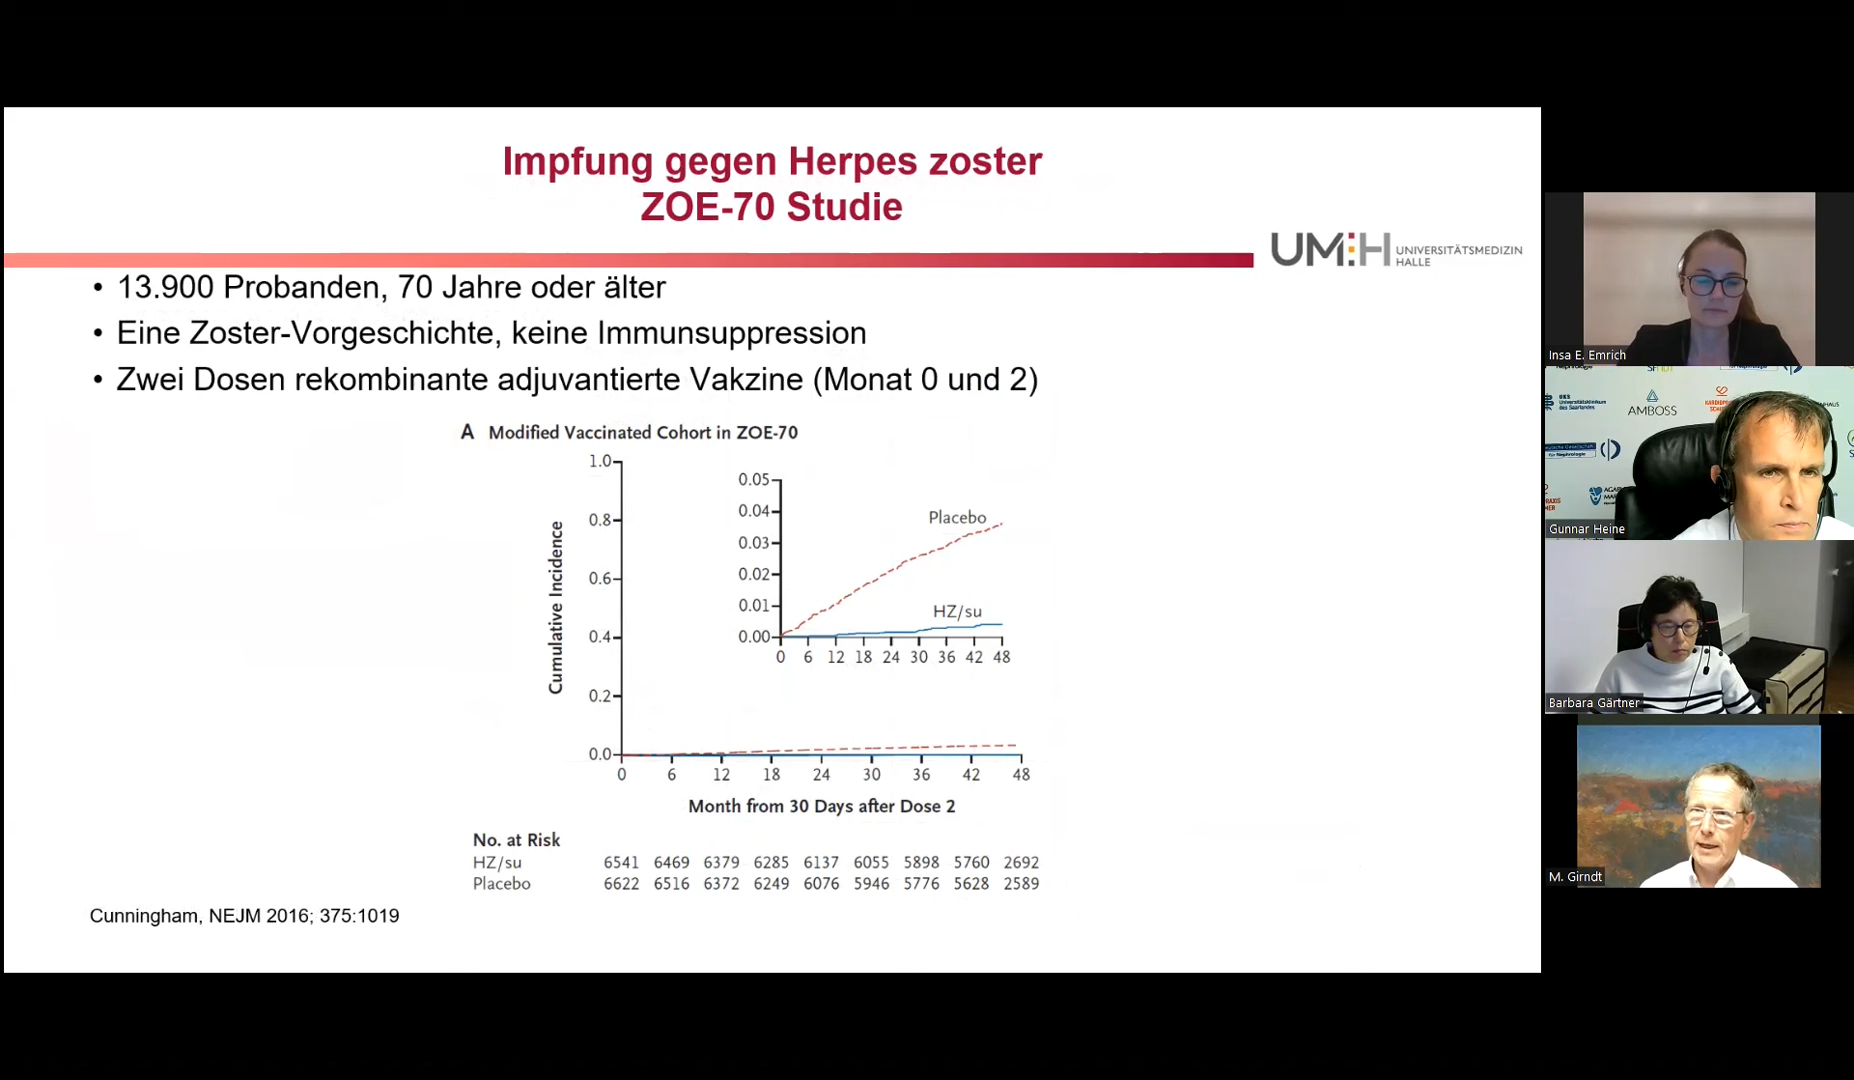 Impfung gegen Herpes zoster
ZOE-70 Studie
UM:H UNIVERSITÄTSMEDIZIN
HALLE
• 13.900 Probanden, 70 Jahre oder älter
• Eine Zoster-Vorgeschichte, keine Immunsuppression
• Zwei Dosen rekombinante adjuvantierte Vakzine (Monat 0 und 2)
A Modified Vaccinated Cohort in ZOE-70
Cumulative Incidence
1.0
0.8
0.6
0.4
0.2
0.0
0 6 12 18 24 30 36 42 48
0.05
0.04
0.03
0.02
0.01
0.00
0 6 12 18 24 30 36 42 48
Placebo
HZ/su
Month from 30 Days after Dose 2
No. at Risk
HZ/su 6541 6469 6379 6285 6137 6055 5898 5760 2692
Placebo 6622 6516 6372 6249 6076 5946 5776 5628 2589
Cunningham, NEJM 2016; 375:1019
Insa E. Emrich
UKS
Universitätsklinikum
des Saarlandes
AMBOSS
für Nephrologie
Gunnar Heine
Barbara Gärtner
M. Girndt